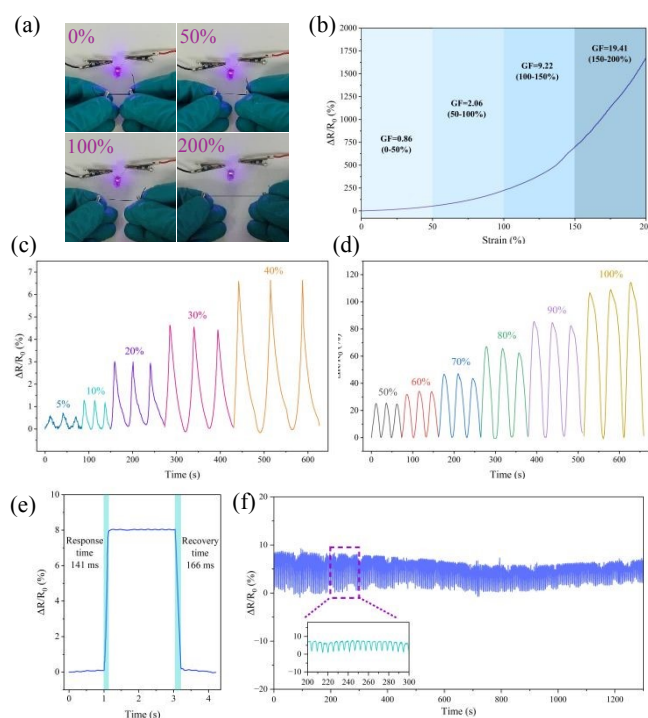 (a)
0%
50%
100%
200%
(b)
ΔR/R₀ (%)
2000
1750
1500
1250
1000
750
500
250
0
GF=0.86
(0-50%)
GF=2.06
(50-100%)
GF=9.22
(100-150%)
GF=19.41
(150-200%)
0 50 100 150 200
Strain (%)
(c)
ΔR/R₀ (%)
7
6
5
4
3
2
1
0
5%
10%
20%
30%
40%
0 100 200 300 400 500 600
Time (s)
(d)
(%)
120
100
80
60
40
20
0
50%
60%
70%
80%
90%
100%
0 100 200 300 400 500 600
Time (s)
(e)
ΔR/R₀ (%)
10
8
6
4
2
0
Response
time
141 ms
Recovery
time
166 ms
0 1 2 3 4
Time (s)
(f)
ΔR/R₀ (%)
20
10
0
−10
−20
10
0
−10
200 220 240 260 280 300
0 200 400 600 800 1000 1200
Time (s)